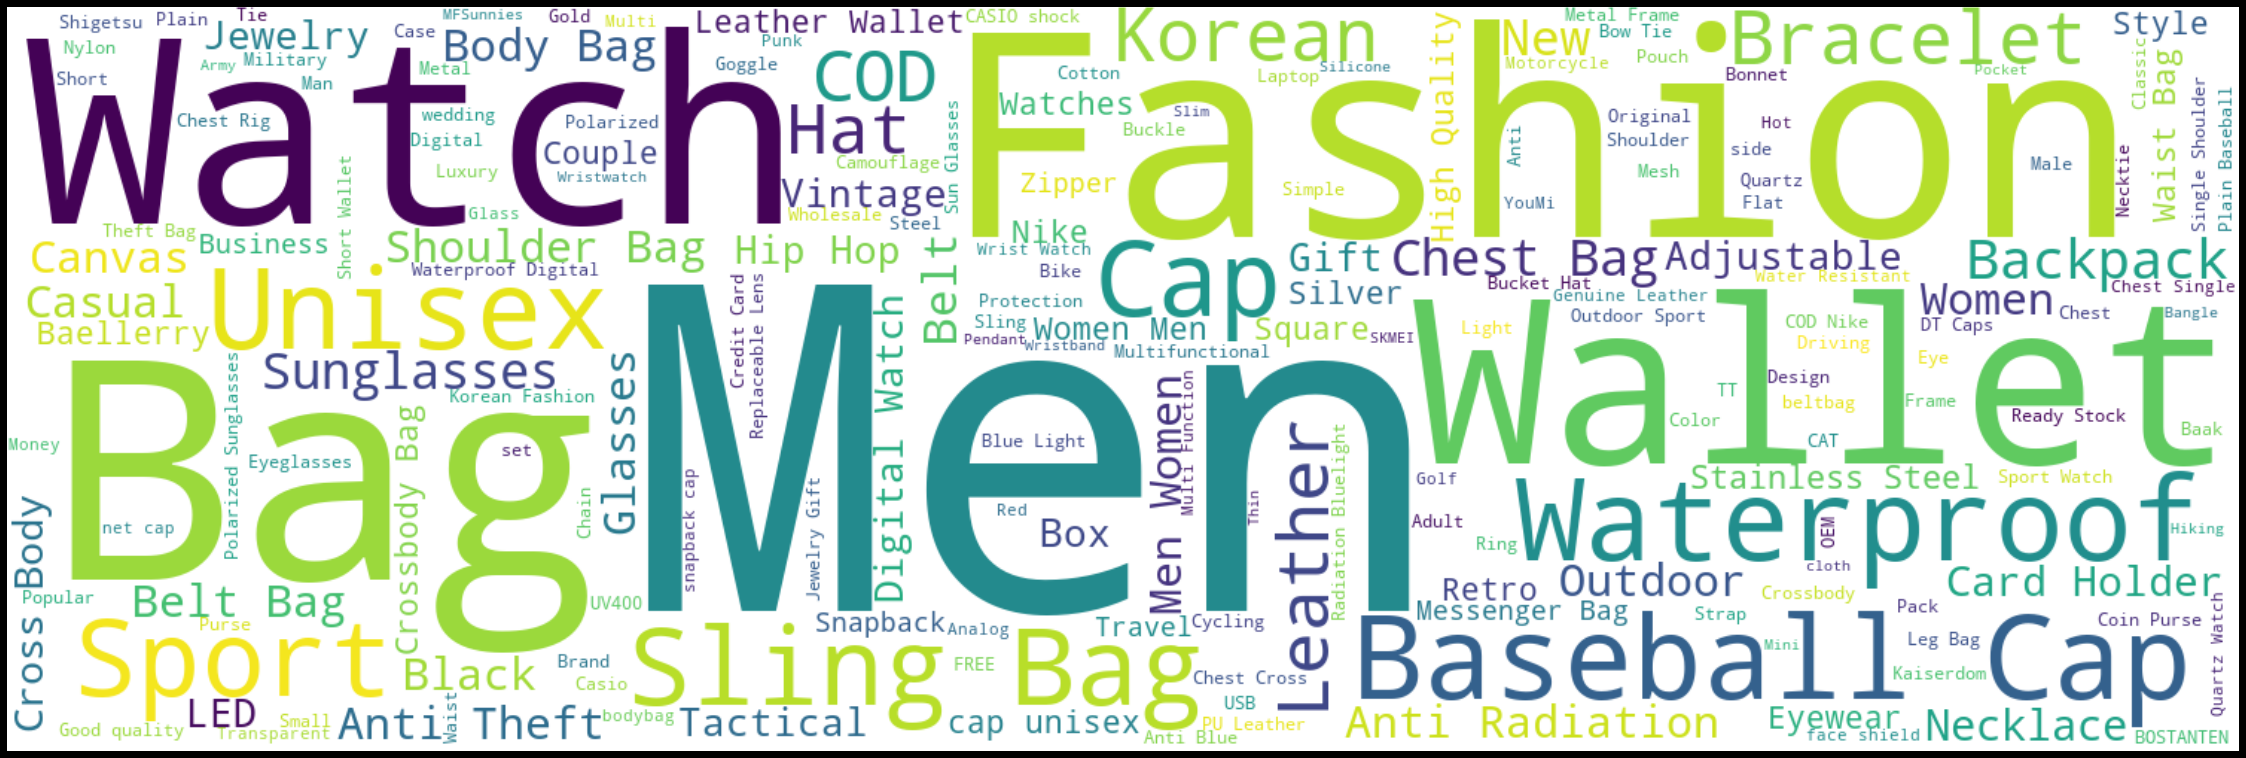 Shigetsu
Plain
Tie
MFSunnies
Gold
Multi
Leather Wallet
CASIO shock
Korean
High Quality
New
Metal Frame
Bow Tie
Bracelet
Style
Nylon
Jewelry
Case
Body Bag
Punk
Goggle
COD
Cotton
Laptop
Silicone
Motorcycle
Pouch
Bonnet
Pocket
Classic
Waist Bag
Short
Army
Military
Man
Metal
Watch
Fashion
Watches
Slim
Buckle
Original
Shoulder
Hot
side
Male
Single Shoulder
Plain Baseball
Chest Rig
wedding
Digital
Polarized
Couple
Wristwatch
Hat
Camouflage
Sun Glasses
Anti
Mesh
Quartz
Flat
Necktie
Luxury
Short Wallet
Glass
Vintage
Wholesale
Steel
Zipper
Simple
YouMi
Theft Bag
Business
Shoulder Bag
Hip Hop
Belt
Nike
Wrist Watch
Bike
Cap
Gift
Silver
Chest Bag
Adjustable
Backpack
Canvas
Waterproof Digital
Water Resistant
Bucket Hat
Chest Single
Casual
Baellerry
Unisex
Credit Card
Replaceable Lens
Digital Watch
Protection
Sling
Women Men
Square
Genuine Leather
Outdoor Sport
Women
Chest
Bangle
DT Caps
COD Nike
Driving
Light
SKMEI
Pendant
Wristband
Multifunctional
Sunglasses
Glasses
Men
Wallet
Eye
Design
TT
beltbag
Frame
Color
CAT
Ready Stock
Baak
Korean Fashion
Polarized Sunglasses
Crossbody Bag
Bag
Money
Eyeglasses
set
Blue Light
Men Women
Multi Function
Leather
Radiation Bluelight
Golf
Stainless Steel
Sport Watch
Waterproof
Cross Body
net cap
Chain
snapback cap
Jewelry Gift
Red
Box
Thin
Adult
Ring
OEM
Hiking
cloth
Popular
Belt Bag
UV400
Retro
Outdoor
Crossbody
Card Holder
Sport
Purse
Snapback
Analog
Travel
Cycling
Messenger Bag
Strap
Pack
Coin Purse
Quartz Watch
Black
Brand
Casio
Sling Bag
FREE
Chest Cross
Baseball Cap
Mini
Leg Bag
Kaiserdom
LED
Good quality
Small
Transparent
Anti Theft
Waist
bodybag
Tactical
cap unisex
USB
PU Leather
Anti Blue
Anti Radiation
Eyewear
face shield
Necklace
BOSTANTEN